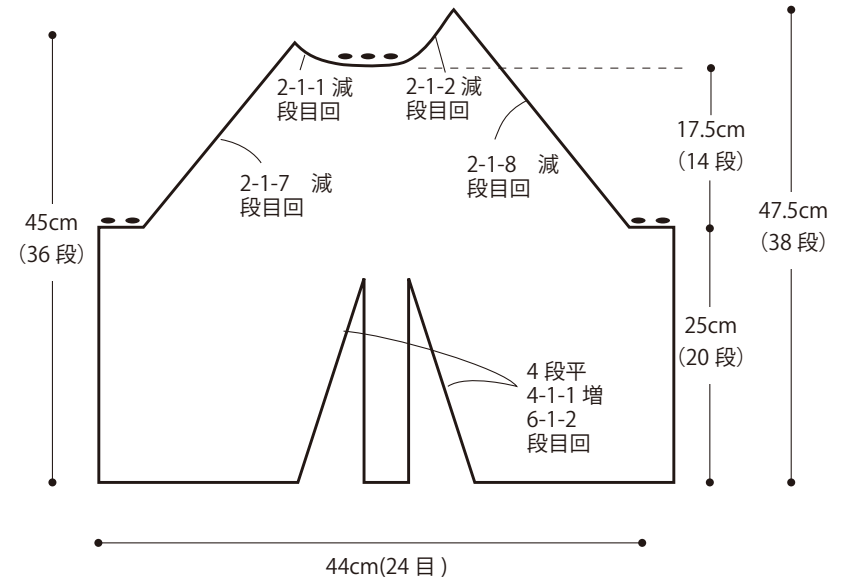 2-1-1 減
段目回
2-1-2 減
段目回
2-1-7　減
段目回
2-1-8　減
段目回
17.5cm
（14 段）
45cm
（36 段）
47.5cm
（38 段）
25cm
（20 段）
4 段平
4-1-1 増
6-1-2
段目回
44cm(24 目 )